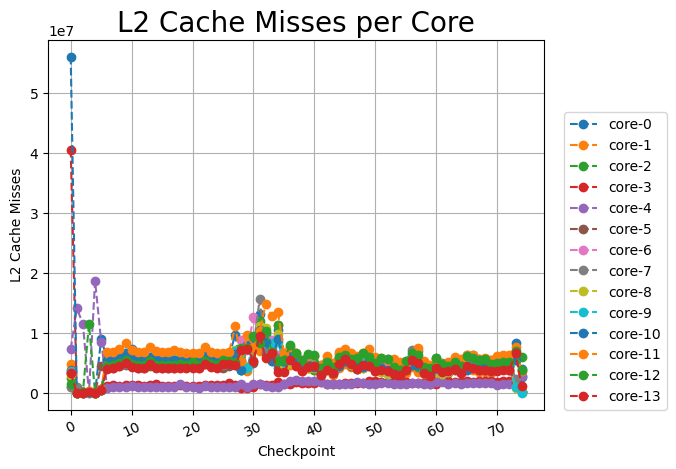 L2 Cache Misses per Core
1e7
5
4
3
2
1
0
L2 Cache Misses
0
10
20
30
40
50
60
70
Checkpoint
core-0
core-1
core-2
core-3
core-4
core-5
core-6
core-7
core-8
core-9
core-10
core-11
core-12
core-13